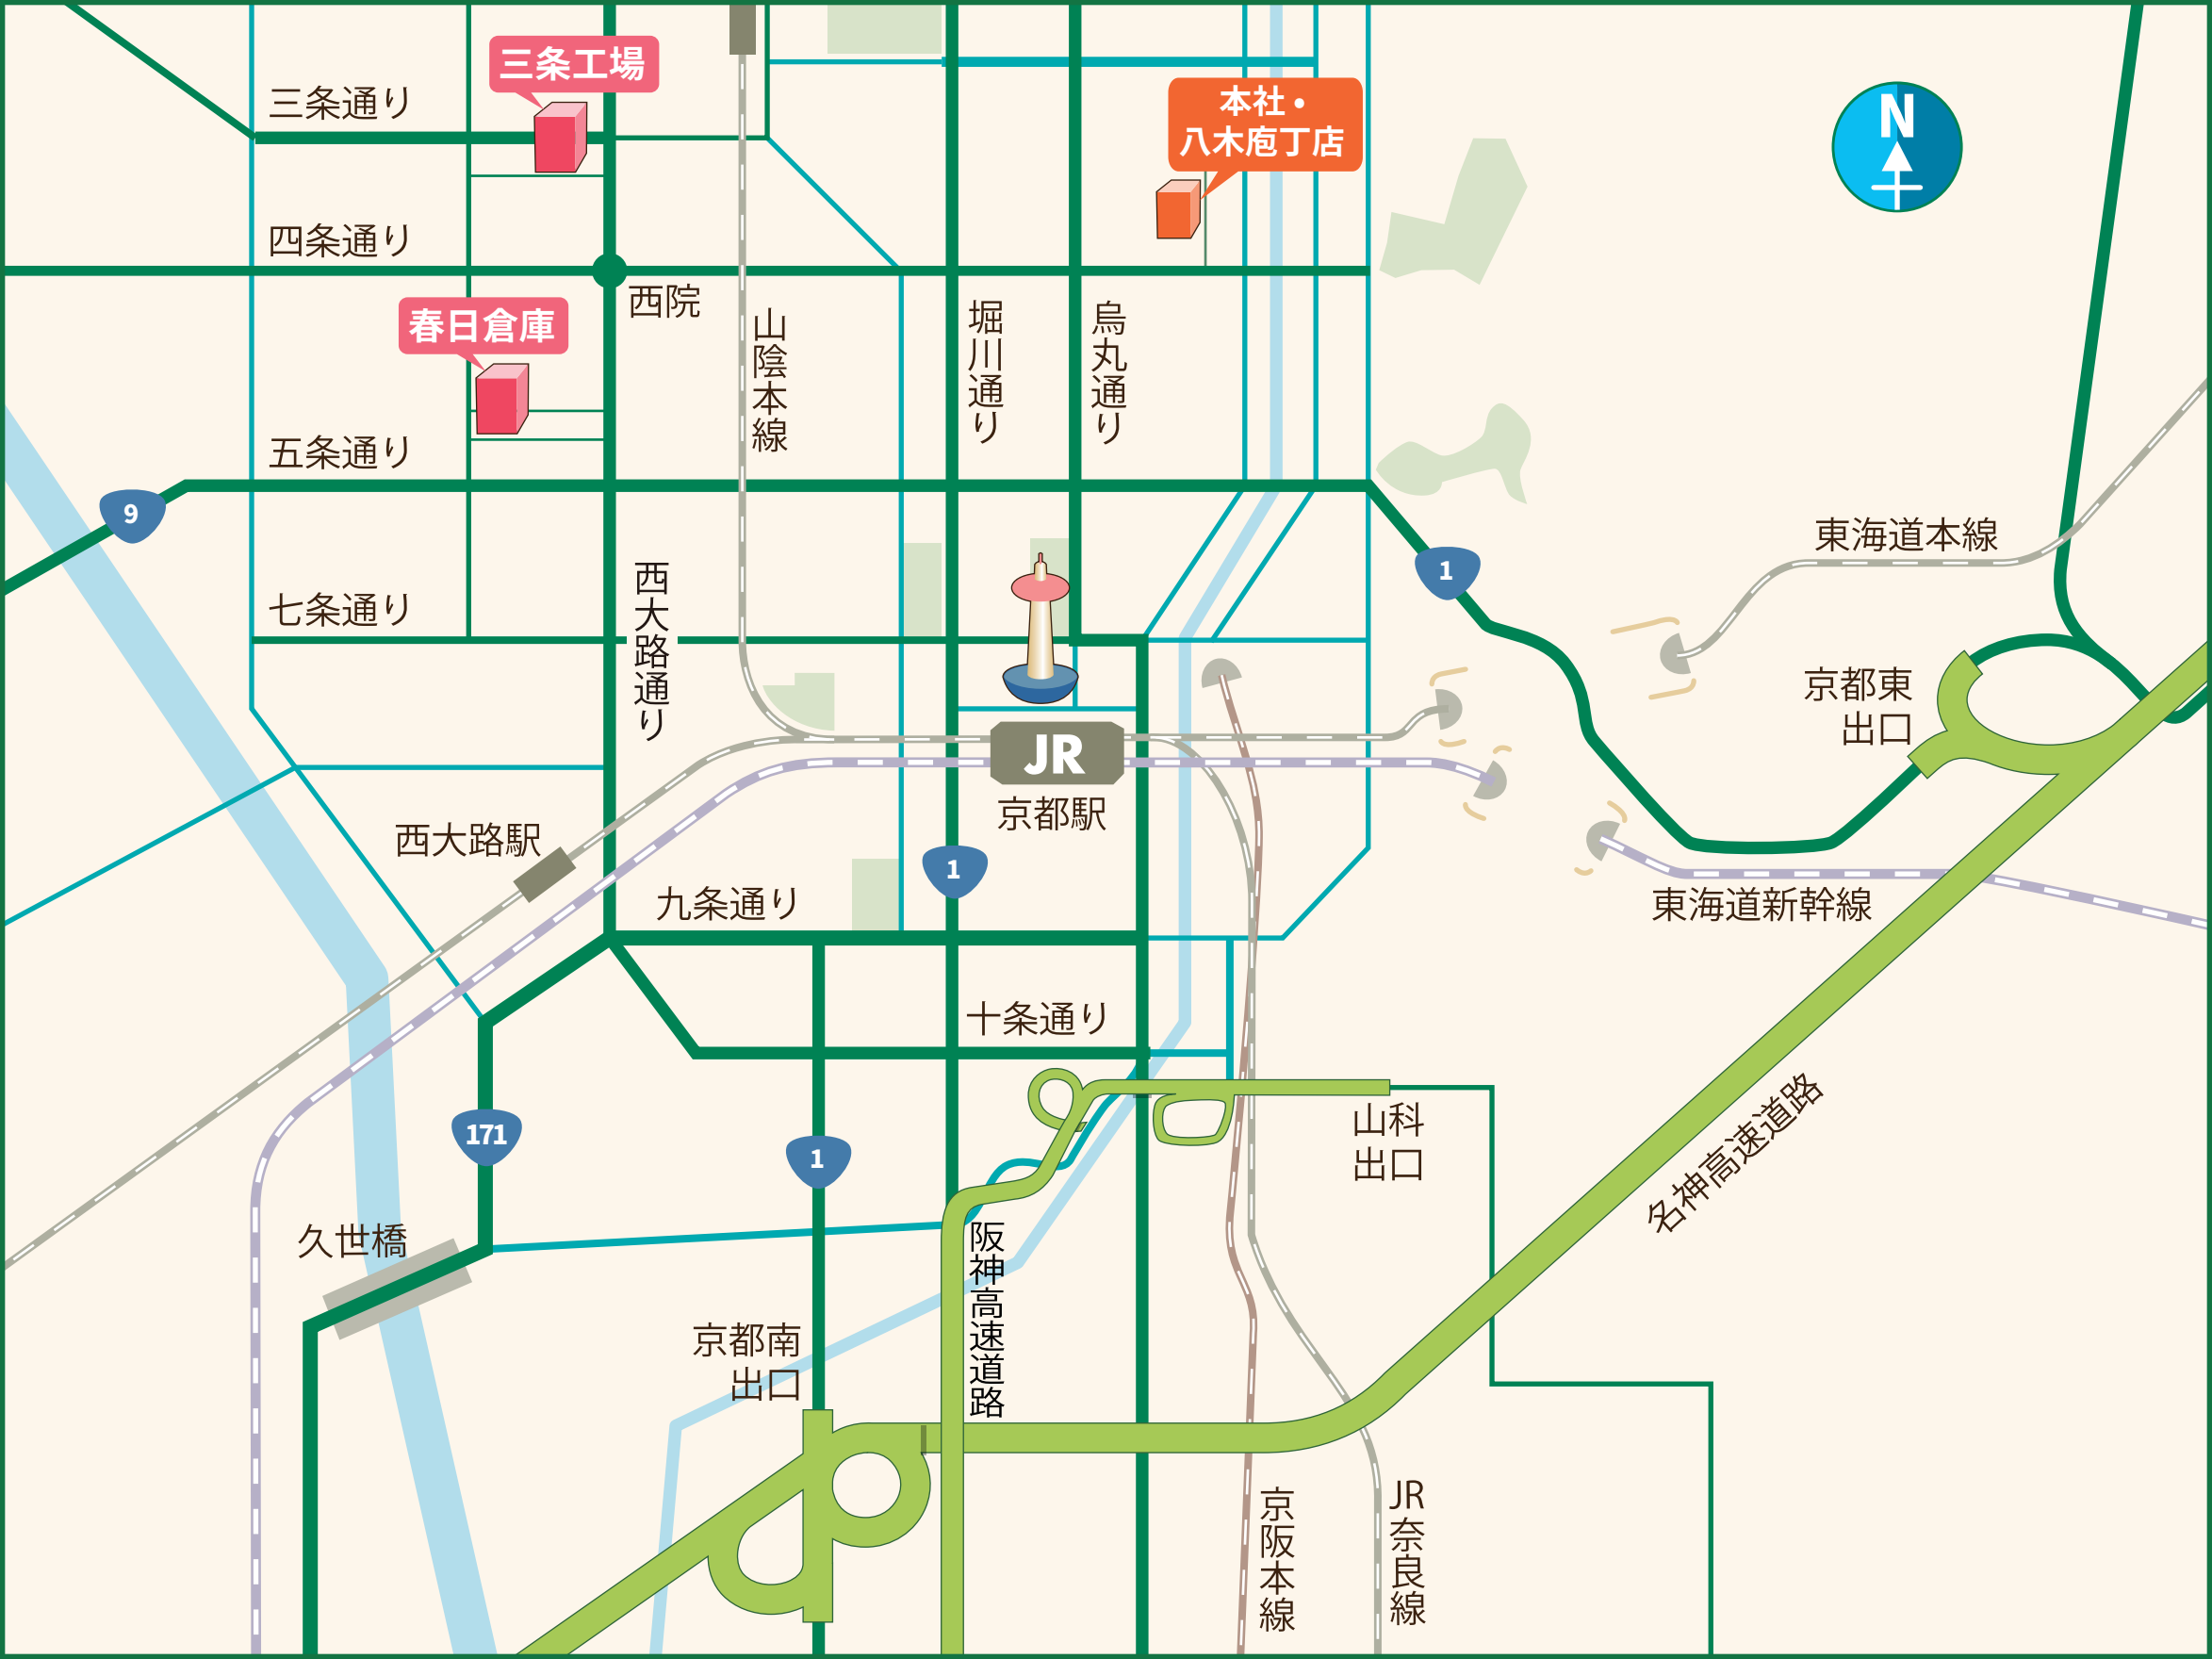 三条工場
三条通り
本社・
八木庖丁店
N
四条通り
西院
春日倉庫
山陰本線
堀川通り
烏丸通り
五条通り
9
東海道本線
1
西大路通り
七条通り
京都東
出口
JR
京都駅
西大路駅
1
九条通り
東海道新幹線
十条通り
171
1
山科
出口
名神高速道路
久世橋
阪神高速道路
京都南
出口
京阪本線
JR奈良線